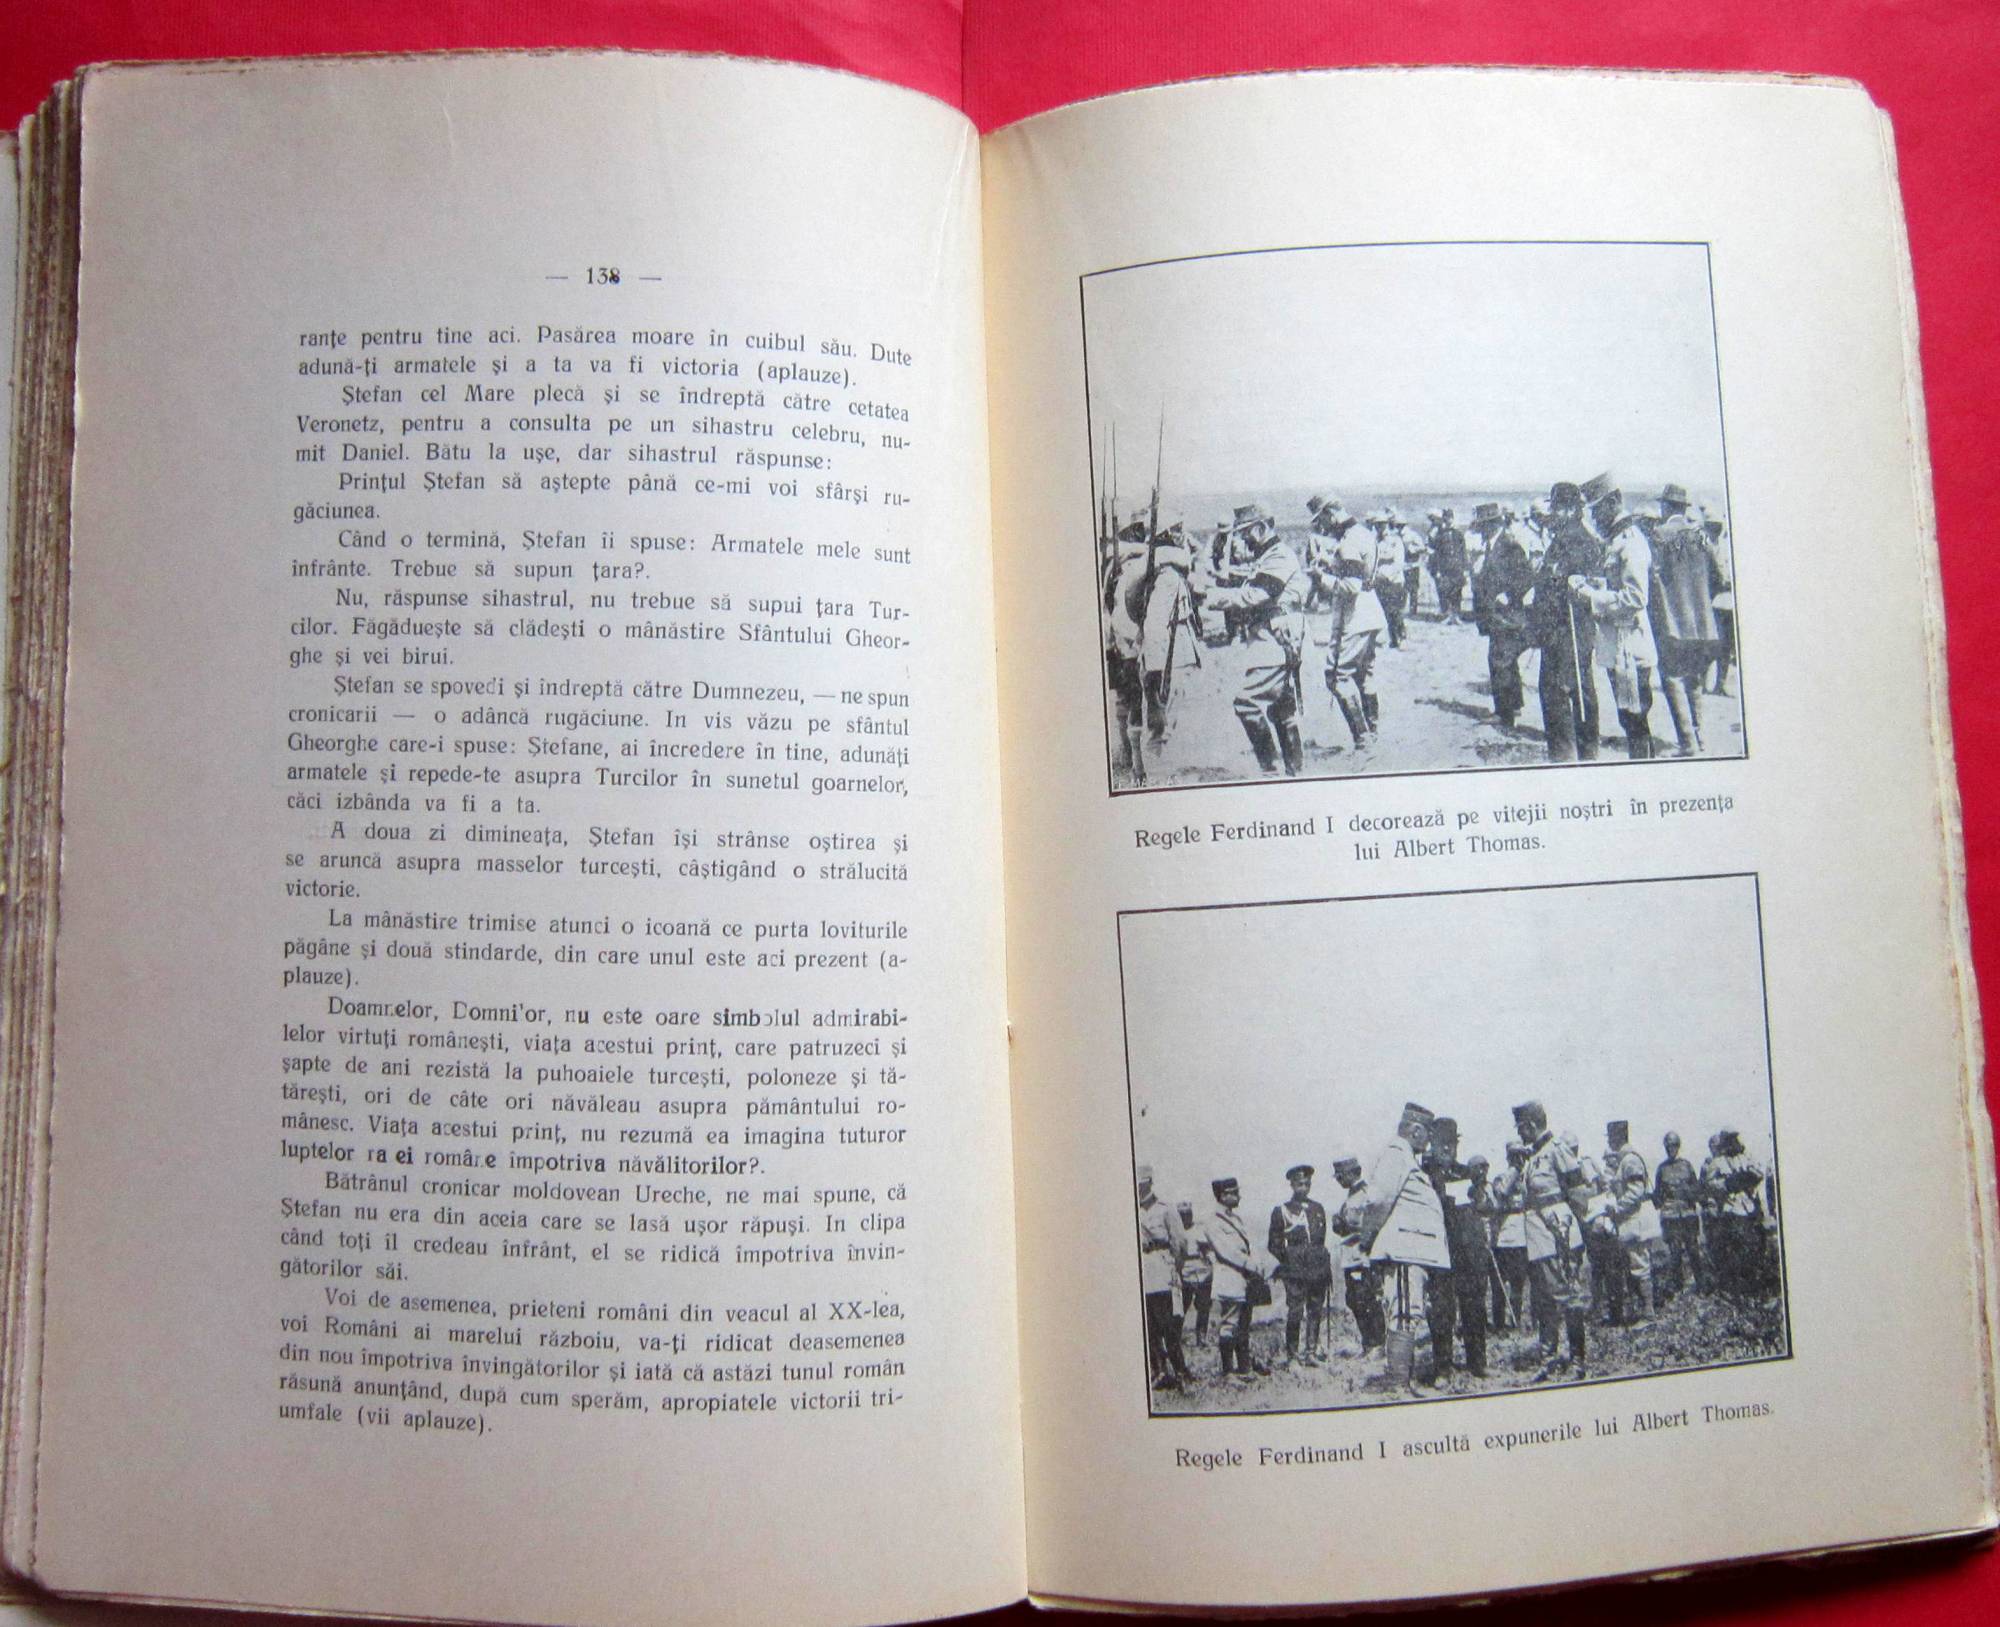 — 138 —
ranțe pentru tine aci. Pasărea moare în cuibul său. Dute
adună-ți armatele și a ta va fi victoria (aplauze).
Ștefan cel Mare plecă și se îndreptă către cetatea
Veronetz, pentru a consulta pe un sihastru celebru, nu-
mit Daniel. Bătu la ușe, dar sihastrul răspunse:
Prințul Ștefan să aștepte până ce-mi voi sfârși ru-
găciunea.
Când o termină, Ștefan îi spuse: Armatele mele sunt
infrânte. Trebue să supun țara?.
Nu, răspunse sihastrul, nu trebue să supui țara Tur-
cilor. Făgăduește să clădești o mânăstire Sfântului Gheor-
ghe și vei birui.
Ștefan se spovedi și îndreptă către Dumnezeu, — ne spun
cronicarii — o adâncă rugăciune. In vis văzu pe sfântul
Gheorghe care-i spuse: Ștefane, ai încredere în tine, adunăți
armatele și repede-te asupra Turcilor în sunetul goarnelor,
căci izbânda va fi a ta.
A doua zi dimineața, Ștefan își strânse oștirea și
se aruncă asupra masselor turcești, câștigând o strălucită
victorie.
La mânăstire trimise atunci o icoană ce purta loviturile
păgâne și două stindarde, din care unul este aci prezent (a-
plauze).
Doamnelor, Domni'or, nu este oare simbolul admirabi-
lelor virtuți românești, viața acestui prinț, care patruzeci și
șapte de ani rezistă la puhoaiele turcești, poloneze și tă-
tărești, ori de câte ori năvăleau asupra pământului ro-
mânesc. Viața acestui prinț, nu rezumă ea imagina tuturor
luptelor ra ei române împotriva năvălitorilor?.
Bătrânul cronicar moldovean Ureche, ne mai spune, că
Ștefan nu era din aceia care se lasă ușor răpuși. In clipa
când toți îl credeau înfrânt, el se ridică împotriva învin-
gătorilor săi.
Voi de asemenea, prieteni români din veacul al XX-lea,
voi Români ai marelui războiu, va-ți ridicat deasemenea
din nou împotriva învingătorilor și iată că astăzi tunul român
răsună anunțând, după cum sperăm, apropiatele victorii tri-
umfale (vii aplauze).
Regele Ferdinand I decorează pe vitejii noștri în prezența
lui Albert Thomas.
Regele Ferdinand I ascultă expunerile lui Albert Thomas.